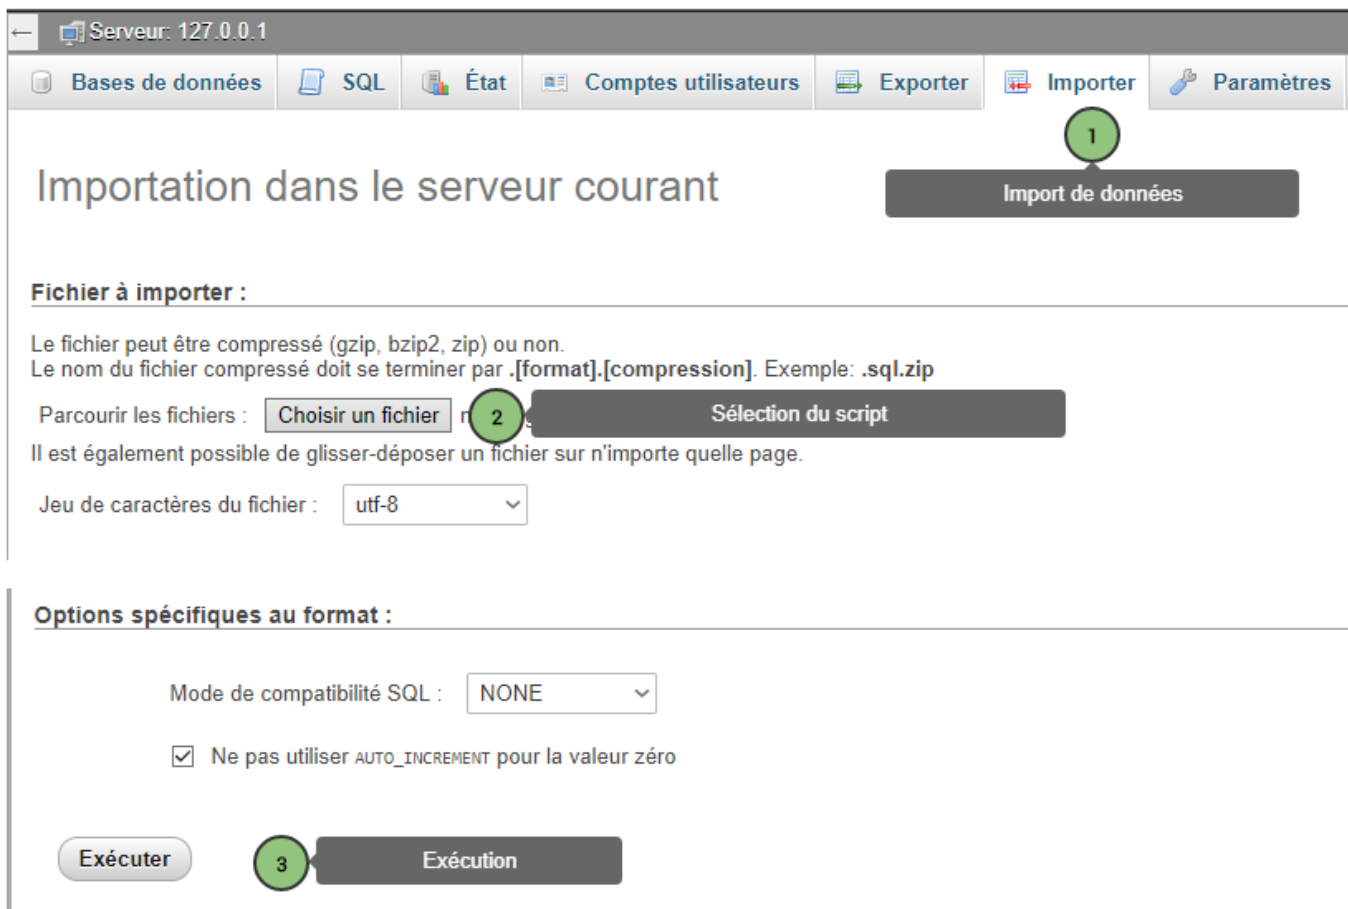 ← Serveur: 127.0.0.1
Bases de données SQL État Comptes utilisateurs Exporter Importer Paramètres
1
Importation dans le serveur courant
Import de données
Fichier à importer :
Le fichier peut être compressé (gzip, bzip2, zip) ou non.
Le nom du fichier compressé doit se terminer par .[format].[compression]. Exemple: .sql.zip
Parcourir les fichiers : Choisir un fichier 2 Sélection du script
Il est également possible de glisser-déposer un fichier sur n'importe quelle page.
Jeu de caractères du fichier : utf-8
Options spécifiques au format :
Mode de compatibilité SQL : NONE
Ne pas utiliser AUTO_INCREMENT pour la valeur zéro
Exécuter 3 Exécution